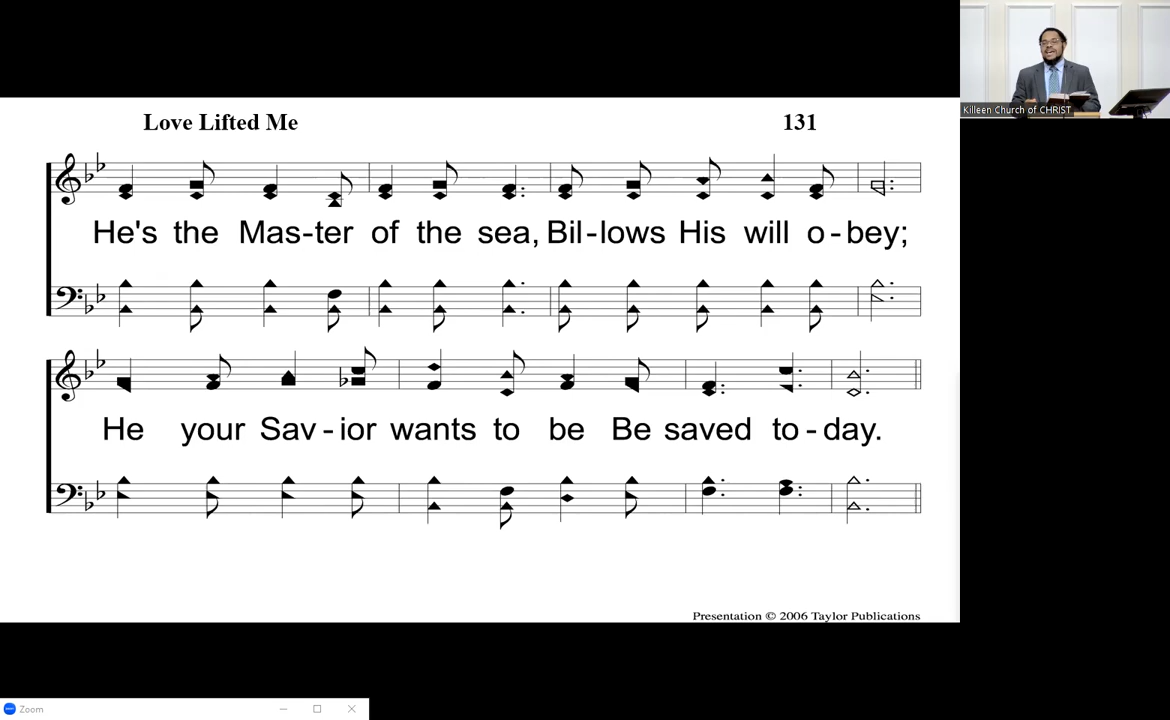 Love Lifted Me 131
He's the Mas-ter of the sea, Bil-lows His will o-bey;
He your Sav-ior wants to be Be saved to-day.
Presentation © 2006 Taylor Publications
Killeen Church of CHRIST
Zoom